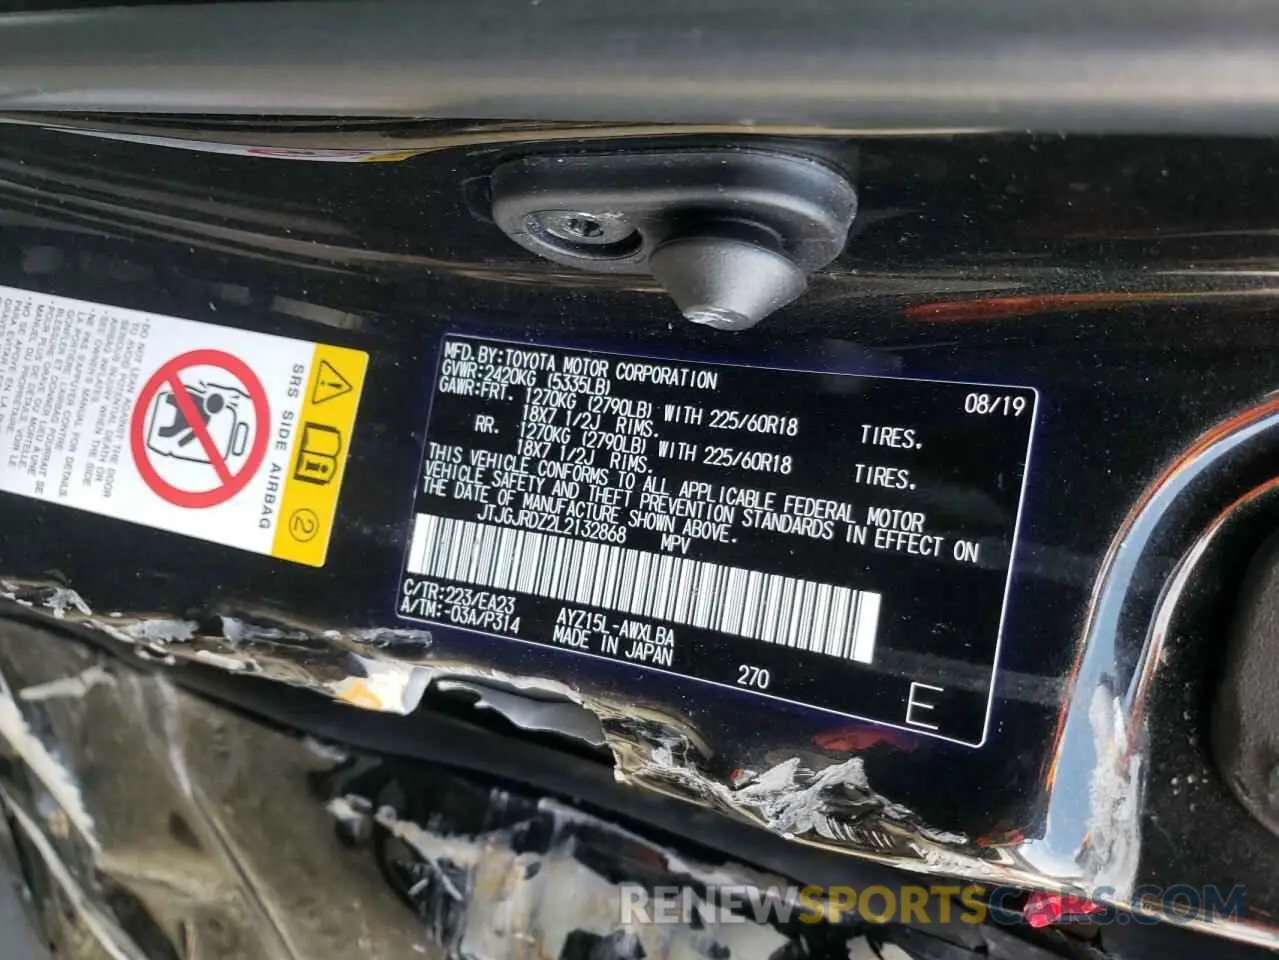 MFD. BY:TOYOTA MOTOR CORPORATION
08/19
GVWR:2420KG (5335LB)
GAWR:FRT. 1270KG (2790LB) WITH 225/60R18 TIRES.
18X7 1/2J RIMS.
RR. 1270KG (2790LB) WITH 225/60R18 TIRES.
18X7 1/2J RIMS.
THIS VEHICLE CONFORMS TO ALL APPLICABLE FEDERAL MOTOR
VEHICLE SAFETY AND THEFT PREVENTION STANDARDS IN EFFECT ON
THE DATE OF MANUFACTURE SHOWN ABOVE.
JTJGJRDZ2L2132868 MPV
C/TR:223/EA23 AYZ15L-AWXLBA
A/TM:-03A/P314 MADE IN JAPAN
270
E
SRS SIDE AIRBAG
2
RENEWSPORTSCARS.COM